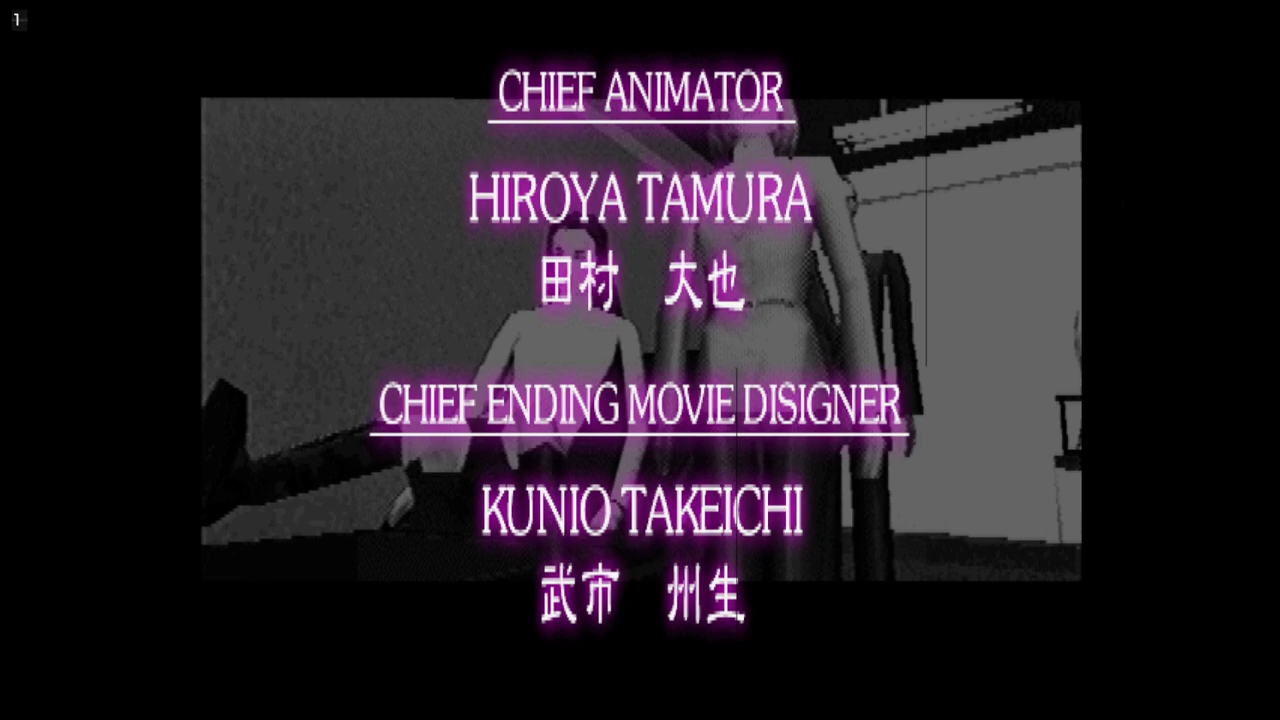 1
CHIEF ANIMATOR
HIROYA TAMURA
田村 大也
CHIEF ENDING MOVIE DISIGNER
KUNIO TAKEICHI
武市 州生